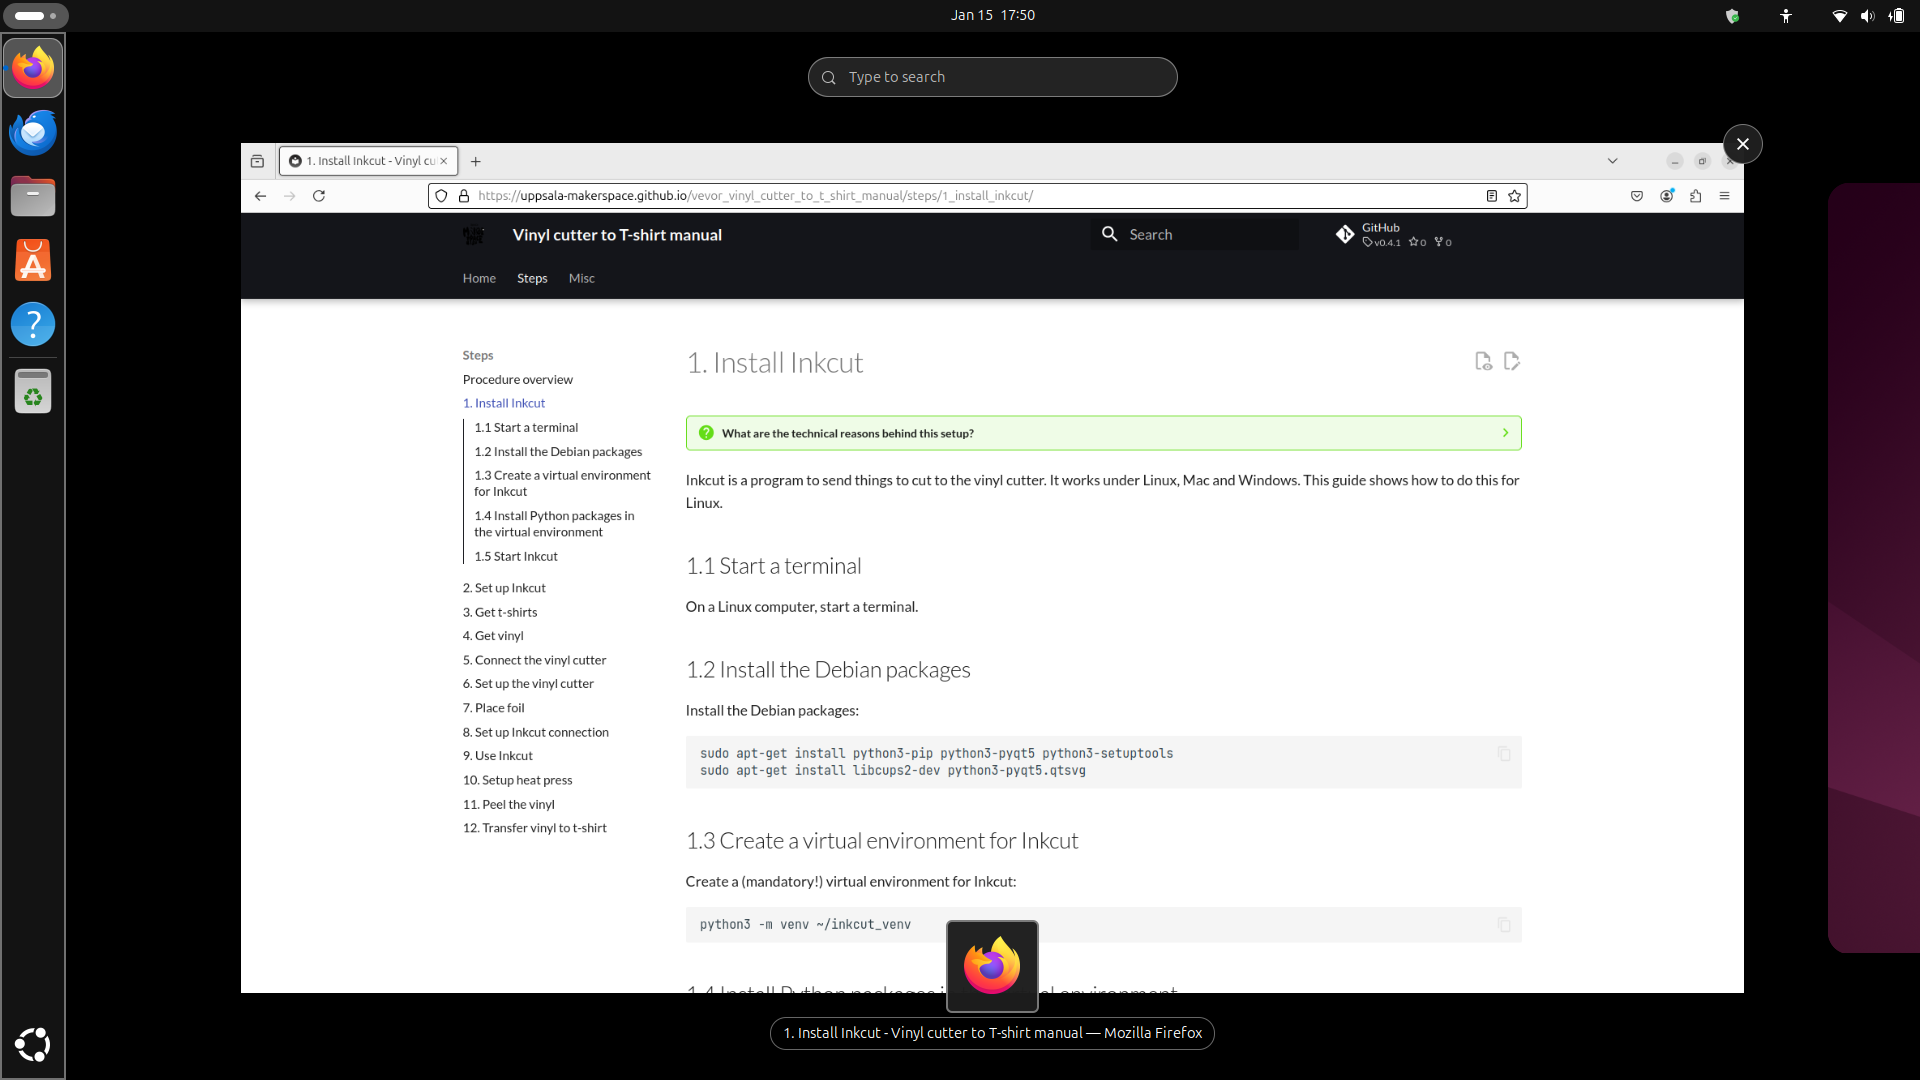 Jan 15 17:50
Type to search
1. Install Inkcut - Vinyl cu
https://uppsala-makerspace.github.io/vevor_vinyl_cutter_to_t_shirt_manual/steps/1_install_inkcut/
Vinyl cutter to T-shirt manual
Search
GitHub
v0.4.1 0 0
Home Steps Misc
Steps
Procedure overview
1. Install Inkcut
1.1 Start a terminal
1.2 Install the Debian packages
1.3 Create a virtual environment
for Inkcut
1.4 Install Python packages in
the virtual environment
1.5 Start Inkcut
2. Set up Inkcut
3. Get t-shirts
4. Get vinyl
5. Connect the vinyl cutter
6. Set up the vinyl cutter
7. Place foil
8. Set up Inkcut connection
9. Use Inkcut
10. Setup heat press
11. Peel the vinyl
12. Transfer vinyl to t-shirt
1. Install Inkcut
What are the technical reasons behind this setup?
Inkcut is a program to send things to cut to the vinyl cutter. It works under Linux, Mac and Windows. This guide shows how to do this for
Linux.
1.1 Start a terminal
On a Linux computer, start a terminal.
1.2 Install the Debian packages
Install the Debian packages:
sudo apt-get install python3-pip python3-pyqt5 python3-setuptools
sudo apt-get install libcups2-dev python3-pyqt5.qtsvg
1.3 Create a virtual environment for Inkcut
Create a (mandatory!) virtual environment for Inkcut:
python3 -m venv ~/inkcut_venv
1.4 Install Python packages environment
1. Install Inkcut - Vinyl cutter to T-shirt manual — Mozilla Firefox